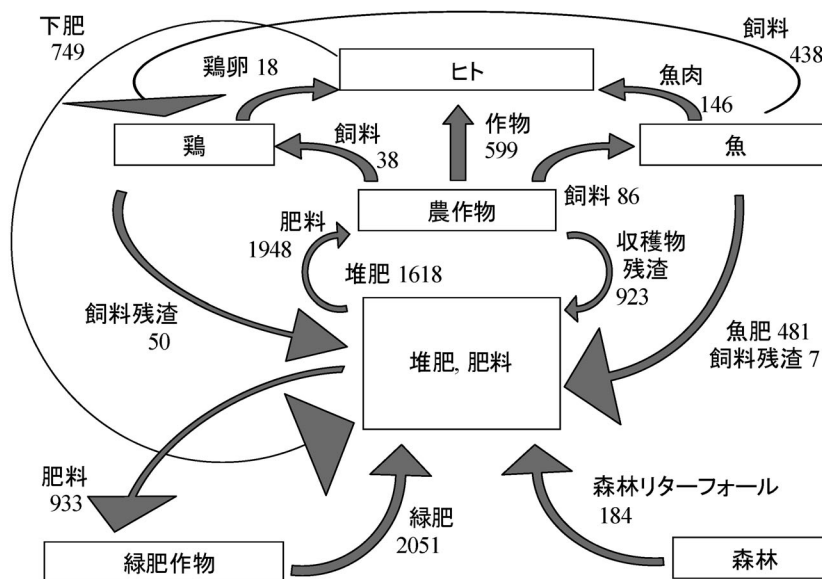 下肥
749
飼料
438
鶏卵 18
ヒト
魚肉
146
鶏
飼料
38
作物
599
魚
農作物
飼料 86
肥料
1948
堆肥 1618
収穫物
残渣
923
飼料残渣
50
堆肥, 肥料
魚肥 481
飼料残渣 7
肥料
933
緑肥
2051
森林リターフォール
184
緑肥作物
森林